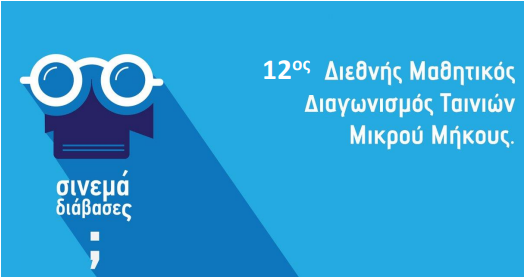 12ος Διεθνής Μαθητικός
Διαγωνισμός Ταινιών
Μικρού Μήκους.
σινεμά
διάβασες
;